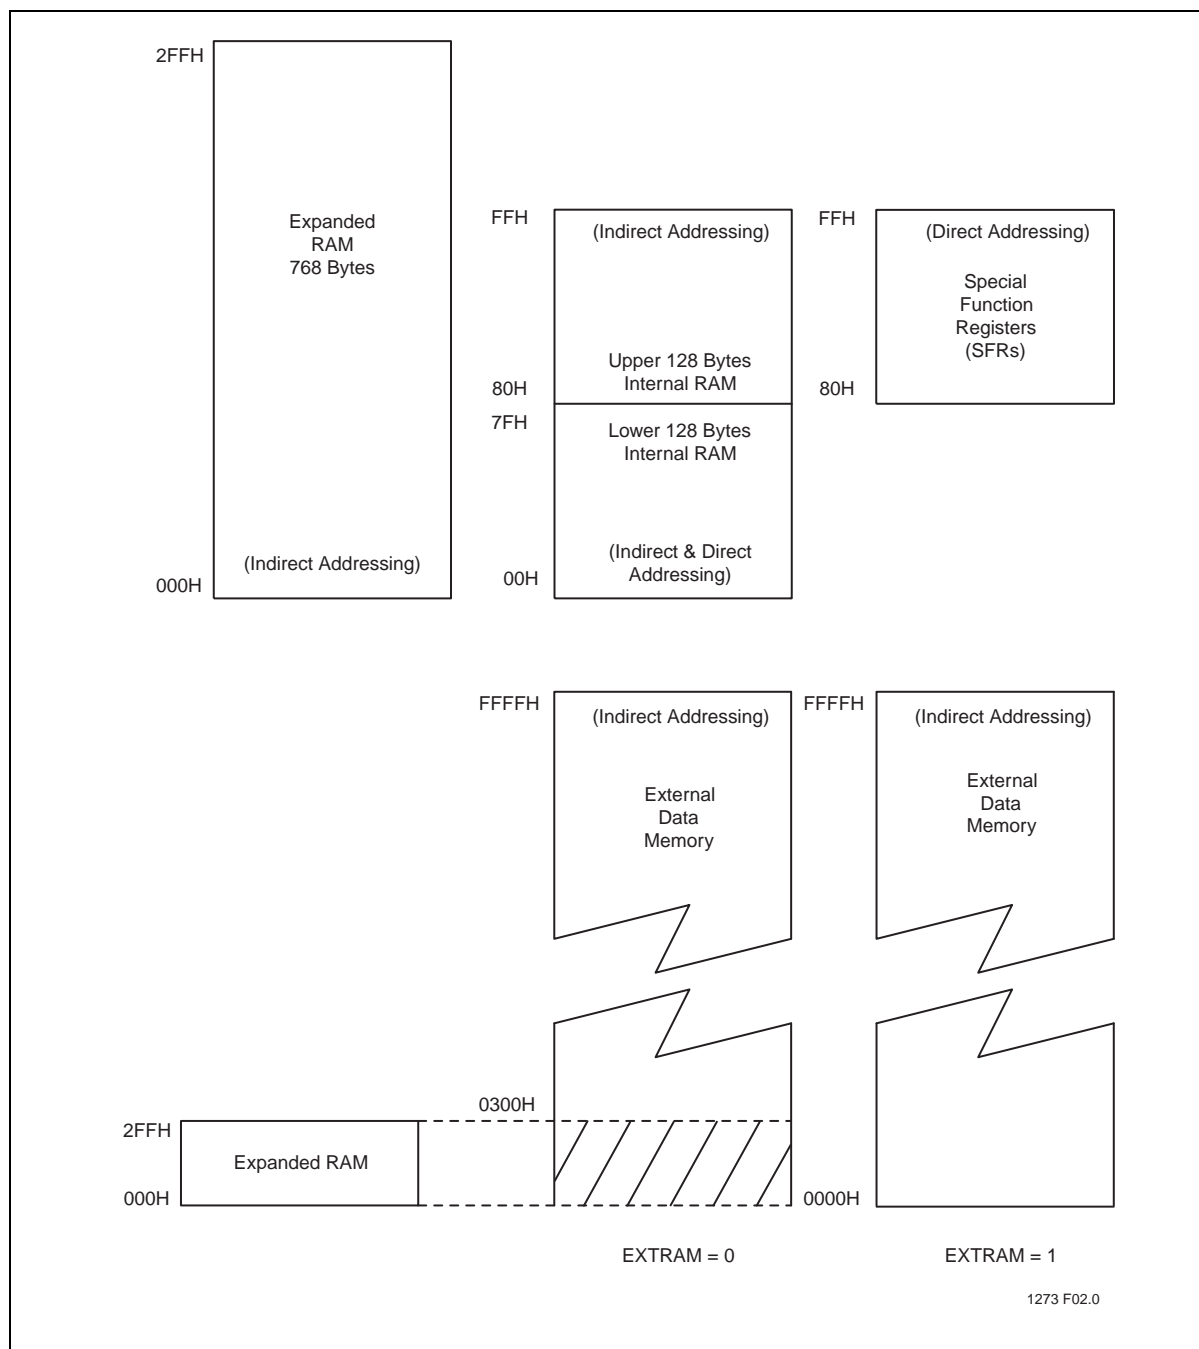 2FFH
Expanded
RAM
768 Bytes
(Indirect Addressing)
000H
FFH
(Indirect Addressing)
Upper 128 Bytes
Internal RAM
80H
7FH
Lower 128 Bytes
Internal RAM
(Indirect & Direct
Addressing)
00H
FFH
(Direct Addressing)
Special
Function
Registers
(SFRs)
80H
FFFFH
(Indirect Addressing)
External
Data
Memory
FFFFH
(Indirect Addressing)
External
Data
Memory
0300H
2FFH
Expanded RAM
000H
0000H
EXTRAM = 0
EXTRAM = 1
1273 F02.0